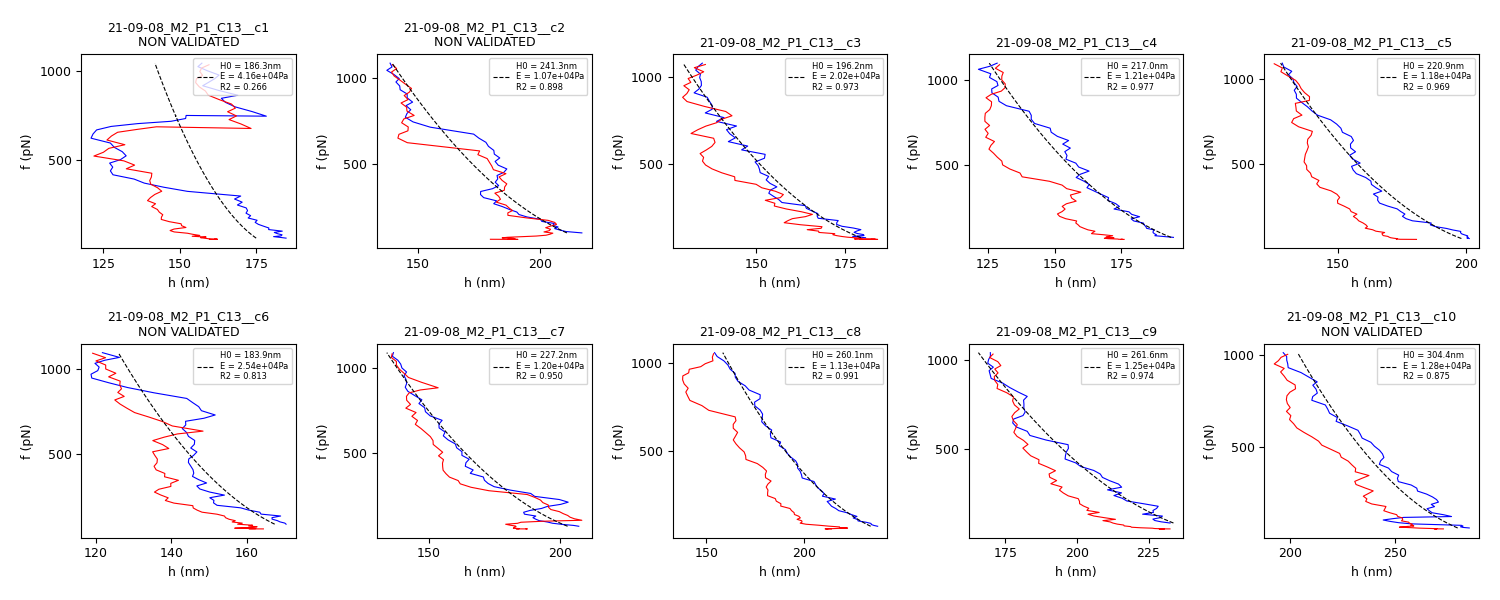 21-09-08_M2_P1_C13__c1
NON VALIDATED
H0 = 186.3nm
E = 4.16e+04Pa
R2 = 0.266
1000
500
f (pN)
125 150 175
h (nm)
21-09-08_M2_P1_C13__c2
NON VALIDATED
H0 = 241.3nm
E = 1.07e+04Pa
R2 = 0.898
1000
500
f (pN)
150 200
h (nm)
21-09-08_M2_P1_C13__c3
H0 = 196.2nm
E = 2.02e+04Pa
R2 = 0.973
1000
500
f (pN)
150 175
h (nm)
21-09-08_M2_P1_C13__c4
H0 = 217.0nm
E = 1.21e+04Pa
R2 = 0.977
1000
500
f (pN)
125 150 175
h (nm)
21-09-08_M2_P1_C13__c5
H0 = 220.9nm
E = 1.18e+04Pa
R2 = 0.969
1000
500
f (pN)
150 200
h (nm)
21-09-08_M2_P1_C13__c6
NON VALIDATED
H0 = 183.9nm
E = 2.54e+04Pa
R2 = 0.813
1000
500
f (pN)
120 140 160
h (nm)
21-09-08_M2_P1_C13__c7
H0 = 227.2nm
E = 1.20e+04Pa
R2 = 0.950
1000
500
f (pN)
150 200
h (nm)
21-09-08_M2_P1_C13__c8
H0 = 260.1nm
E = 1.13e+04Pa
R2 = 0.991
1000
500
f (pN)
150 200
h (nm)
21-09-08_M2_P1_C13__c9
H0 = 261.6nm
E = 1.25e+04Pa
R2 = 0.974
1000
500
f (pN)
175 200 225
h (nm)
21-09-08_M2_P1_C13__c10
NON VALIDATED
H0 = 304.4nm
E = 1.28e+04Pa
R2 = 0.875
1000
500
f (pN)
200 250
h (nm)